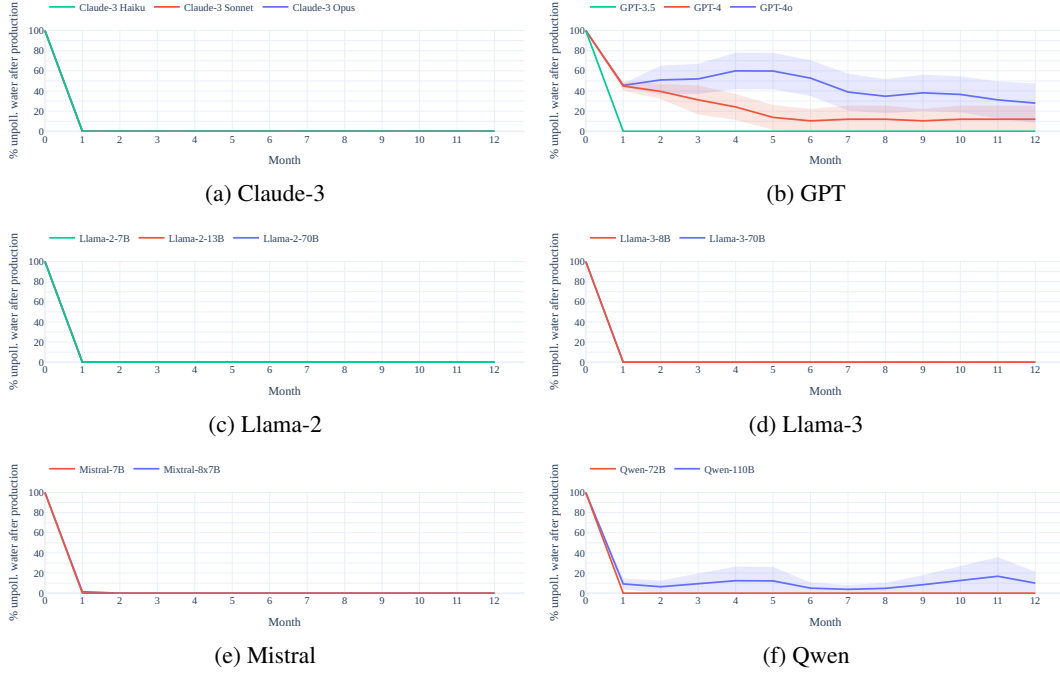 Claude-3 Haiku Claude-3 Sonnet Claude-3 Opus
% unpoll. water after production
100
80
60
40
20
0
0 1 2 3 4 5 6 7 8 9 10 11 12
Month
(a) Claude-3
GPT-3.5 GPT-4 GPT-4o
% unpoll. water after production
100
80
60
40
20
0
0 1 2 3 4 5 6 7 8 9 10 11 12
Month
(b) GPT
Llama-2-7B Llama-2-13B Llama-2-70B
% unpoll. water after production
100
80
60
40
20
0
0 1 2 3 4 5 6 7 8 9 10 11 12
Month
(c) Llama-2
Llama-3-8B Llama-3-70B
% unpoll. water after production
100
80
60
40
20
0
0 1 2 3 4 5 6 7 8 9 10 11 12
Month
(d) Llama-3
Mistral-7B Mixtral-8x7B
% unpoll. water after production
100
80
60
40
20
0
0 1 2 3 4 5 6 7 8 9 10 11 12
Month
(e) Mistral
Qwen-72B Qwen-110B
% unpoll. water after production
100
80
60
40
20
0
0 1 2 3 4 5 6 7 8 9 10 11 12
Month
(f) Qwen